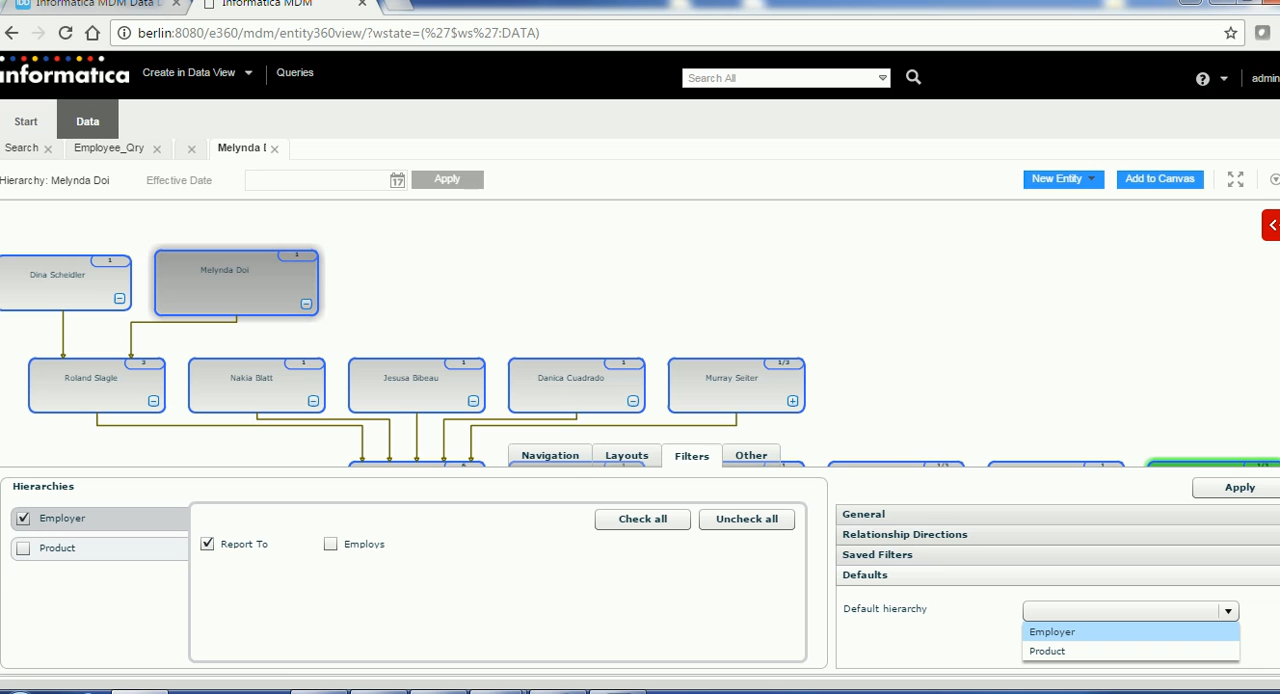 Informatica MDM Data
Informatica MDM
berlin:8080/e360/mdm/entity360view/?wstate=(%27$ws%27:DATA)
informatica
Create in Data View
Queries
Search All
admin
Start
Data
Search
Employee_Qry
Melynda
Hierarchy: Melynda Doi
Effective Date
17
Apply
New Entity
Add to Canvas
1
Dina Scheidler
1
Melynda Doi
3
Roland Slagle
1
Nakia Blatt
1
Jesusa Bibeau
1
Danica Cuadrado
1/3
Murray Seiter
Navigation
Layouts
Filters
Other
Hierarchies
Apply
Employer
Product
Check all
Uncheck all
Report To
Employs
General
Relationship Directions
Saved Filters
Defaults
Default hierarchy
Employer
Product